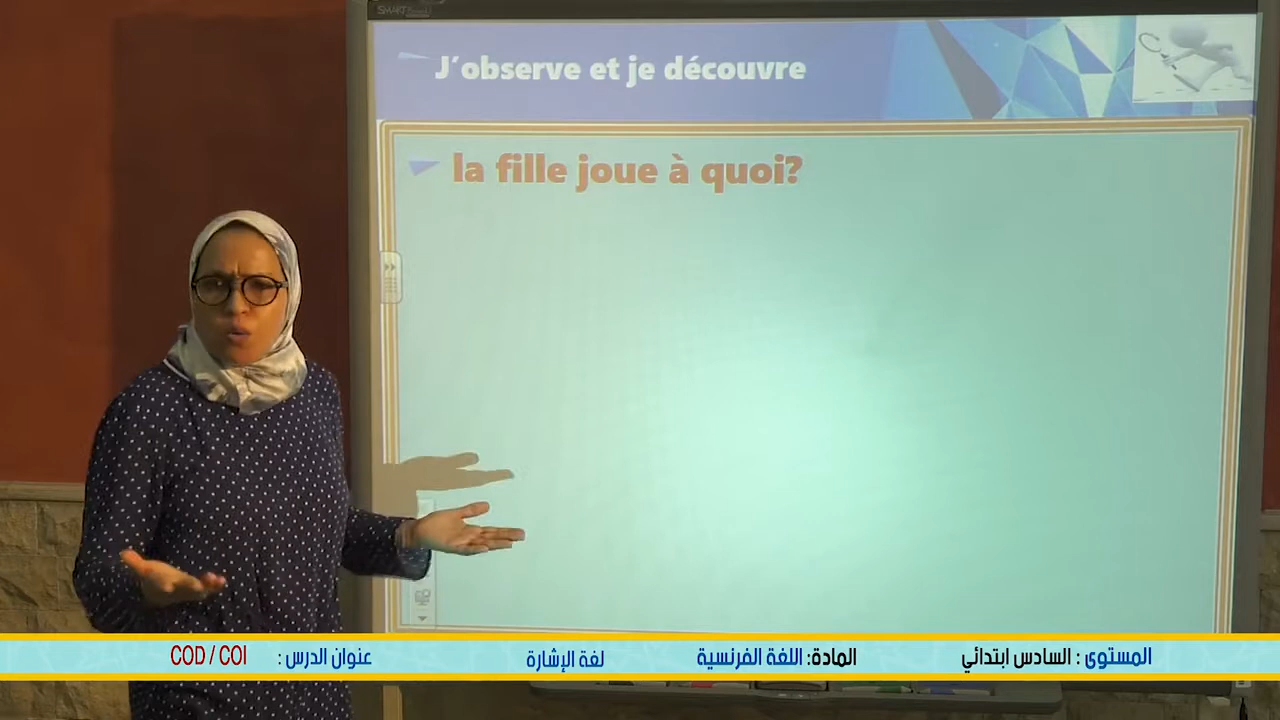 SMART
J´observe et je découvre
la fille joue à quoi?
المستوى : السادس ابتدائي المادة: اللغة الفرنسية لغة الإشارة عنوان الدرس : COD / COI